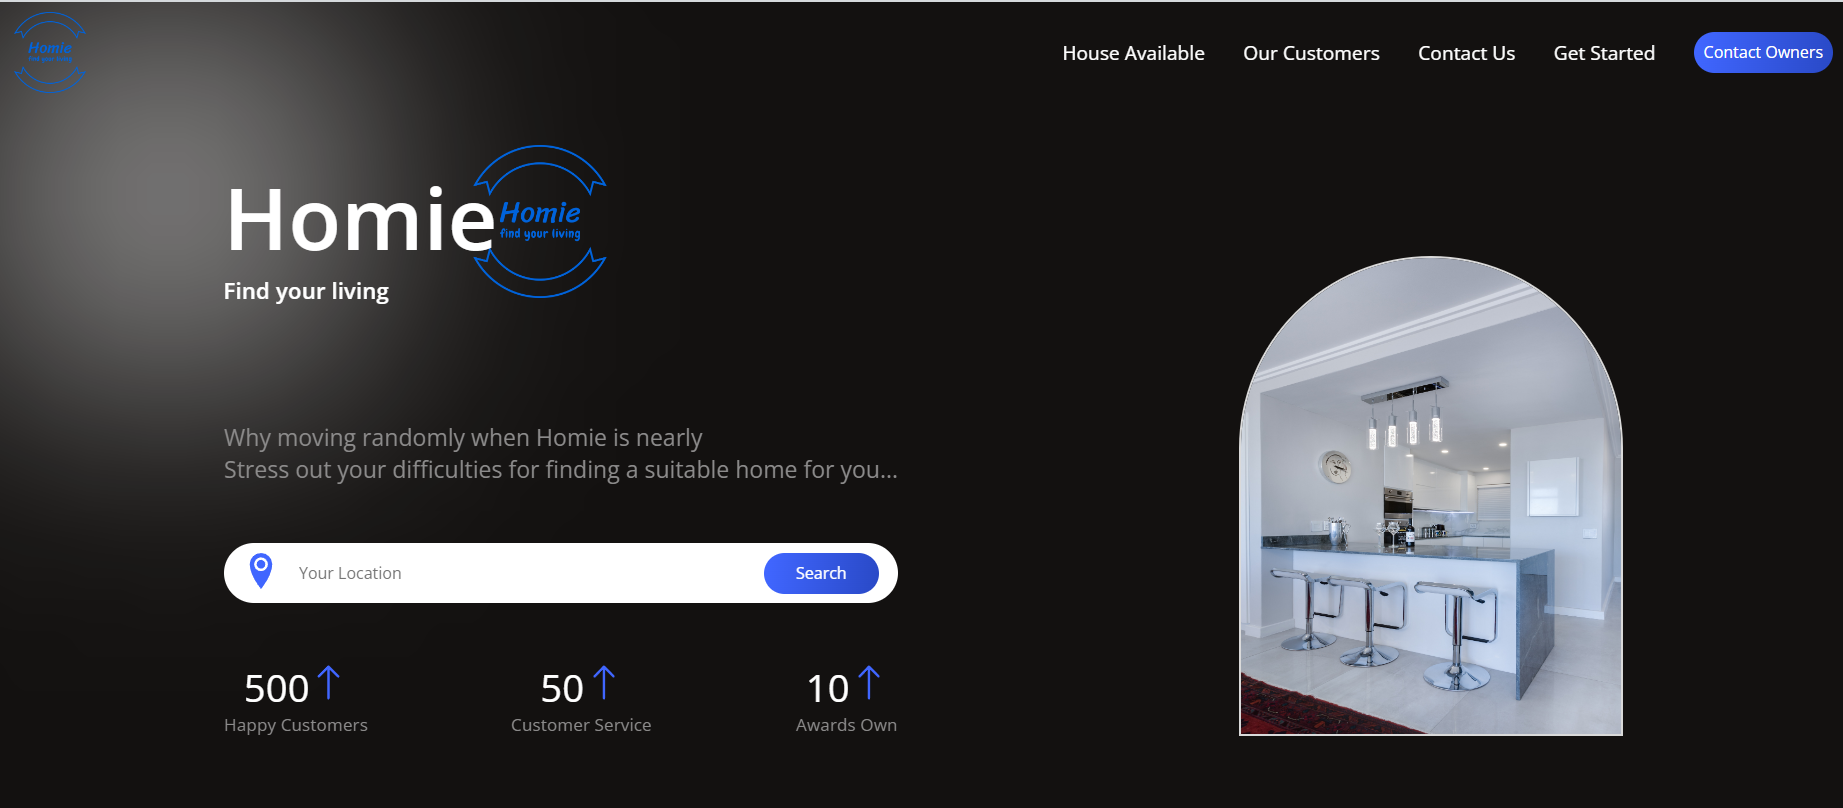 Homie
find your living
House Available
Our Customers
Contact Us
Get Started
Contact Owners
Homie
Homie
find your living
Find your living
Why moving randomly when Homie is nearly
Stress out your difficulties for finding a suitable home for you...
Your Location
Search
500
50
10
Happy Customers
Customer Service
Awards Own